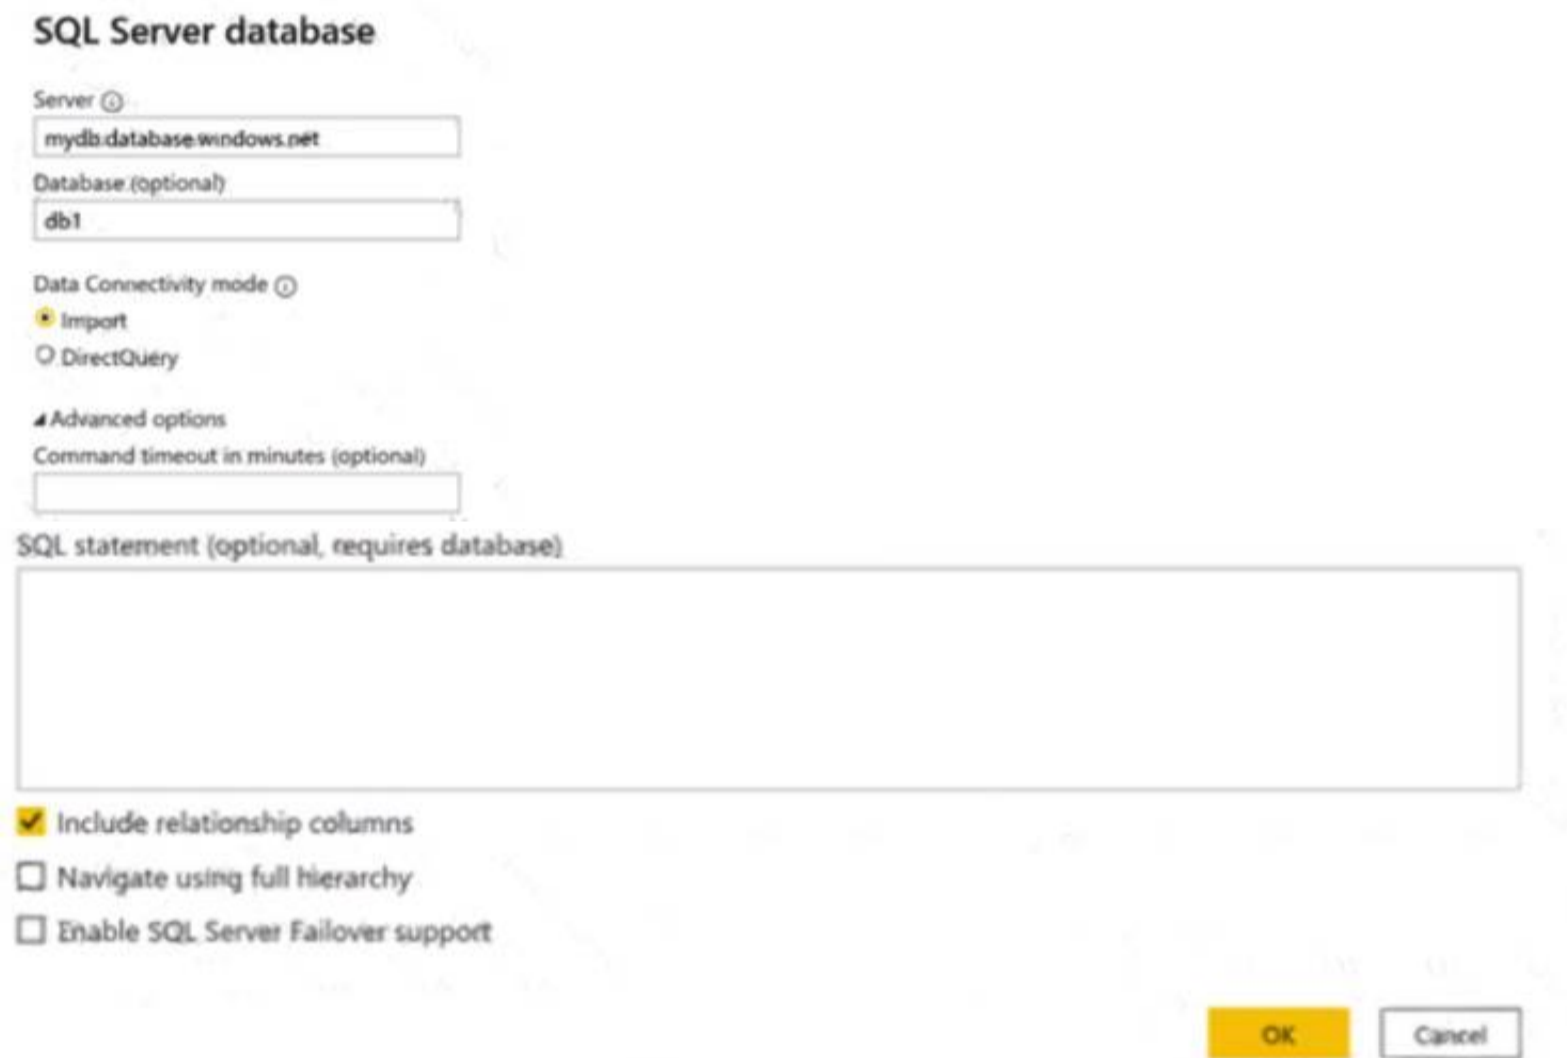 SQL Server database
Server
mydb.database.windows.net
Database (optional)
db1
Data Connectivity mode
Import
DirectQuery
Advanced options
Command timeout in minutes (optional)
SQL statement (optional, requires database)
Include relationship columns
Navigate using full hierarchy
Enable SQL Server Failover support
OK Cancel